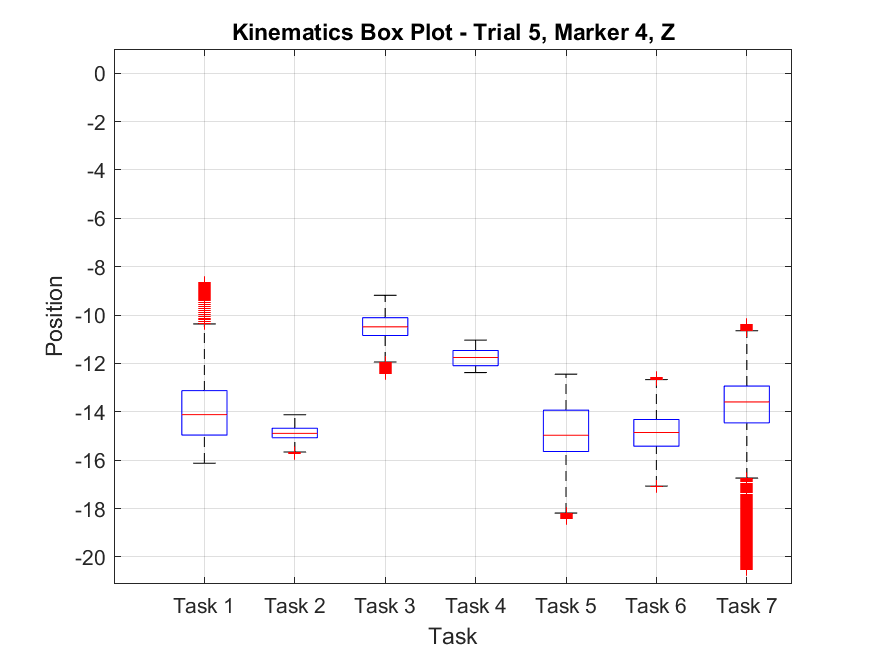 Kinematics Box Plot - Trial 5, Marker 4, Z
0
-2
-4
-6
-8
-10
-12
-14
-16
-18
-20
Position
Task 1 Task 2 Task 3 Task 4 Task 5 Task 6 Task 7
Task